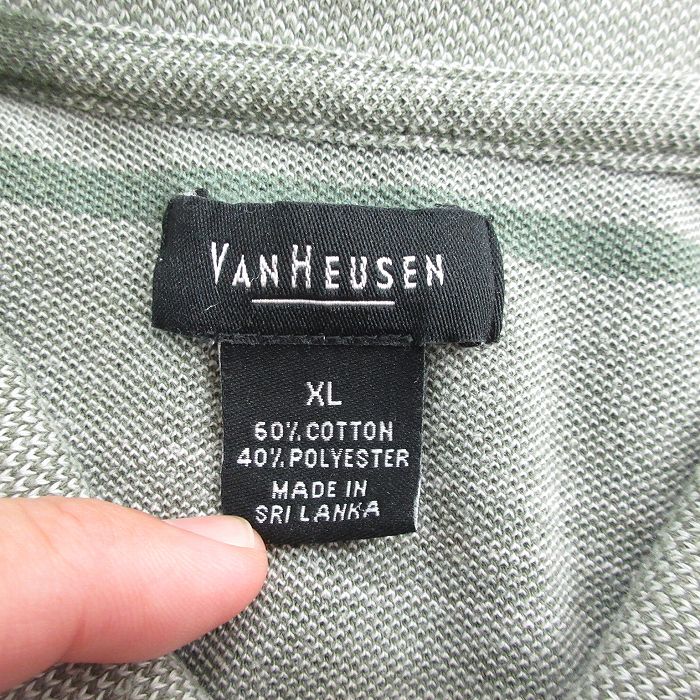 VAN HEUSEN
XL
60% COTTON
40% POLYESTER
MADE IN
SRI LANKA